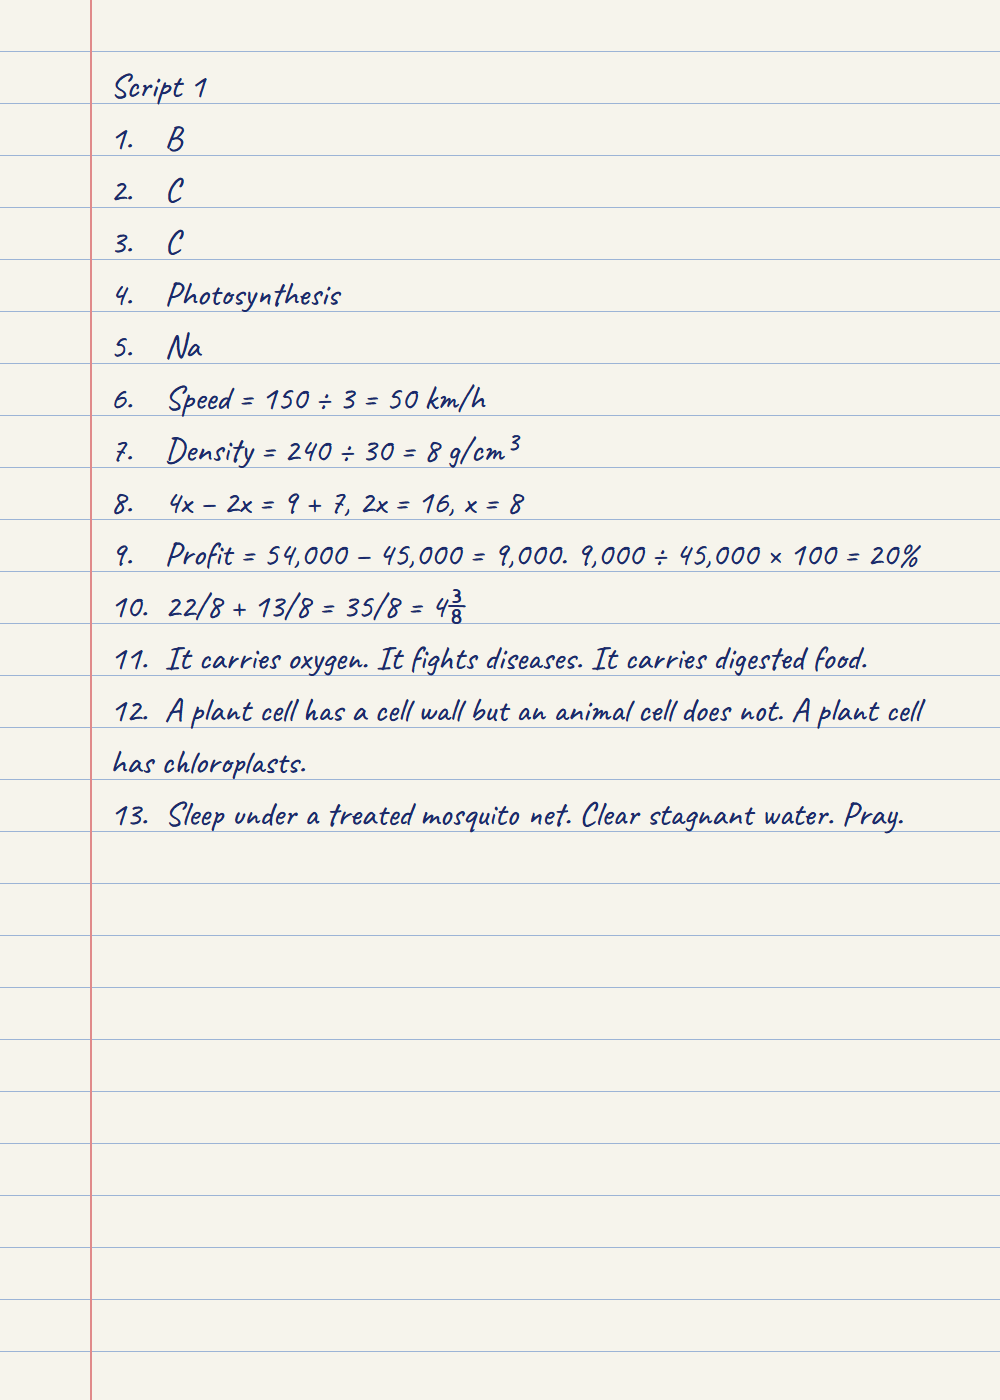 Script 1
1. B
2. C
3. C
4. Photosynthesis
5. Na
6. Speed = 150 ÷ 3 = 50 km/h
7. Density = 240 ÷ 30 = 8 g/cm³
8. 4x – 2x = 9 + 7, 2x = 16, x = 8
9. Profit = 54,000 – 45,000 = 9,000. 9,000 ÷ 45,000 × 100 = 20%
10. 22/8 + 13/8 = 35/8 = 4 3/8
11. It carries oxygen. It fights diseases. It carries digested food.
12. A plant cell has a cell wall but an animal cell does not. A plant cell
has chloroplasts.
13. Sleep under a treated mosquito net. Clear stagnant water. Pray.